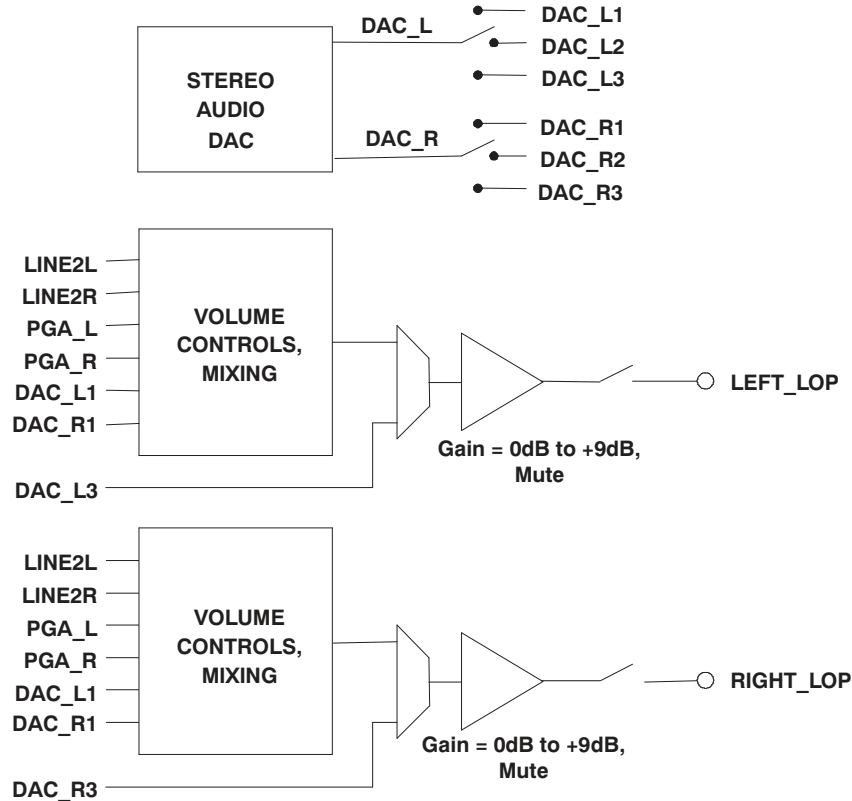 DAC_L
DAC_L1
DAC_L2
DAC_L3
STEREO
AUDIO
DAC
DAC_R
DAC_R1
DAC_R2
DAC_R3
LINE2L
LINE2R
PGA_L
PGA_R
DAC_L1
DAC_R1
VOLUME
CONTROLS,
MIXING
LEFT_LOP
Gain = 0dB to +9dB,
Mute
DAC_L3
LINE2L
LINE2R
PGA_L
PGA_R
DAC_L1
DAC_R1
VOLUME
CONTROLS,
MIXING
RIGHT_LOP
Gain = 0dB to +9dB,
Mute
DAC_R3